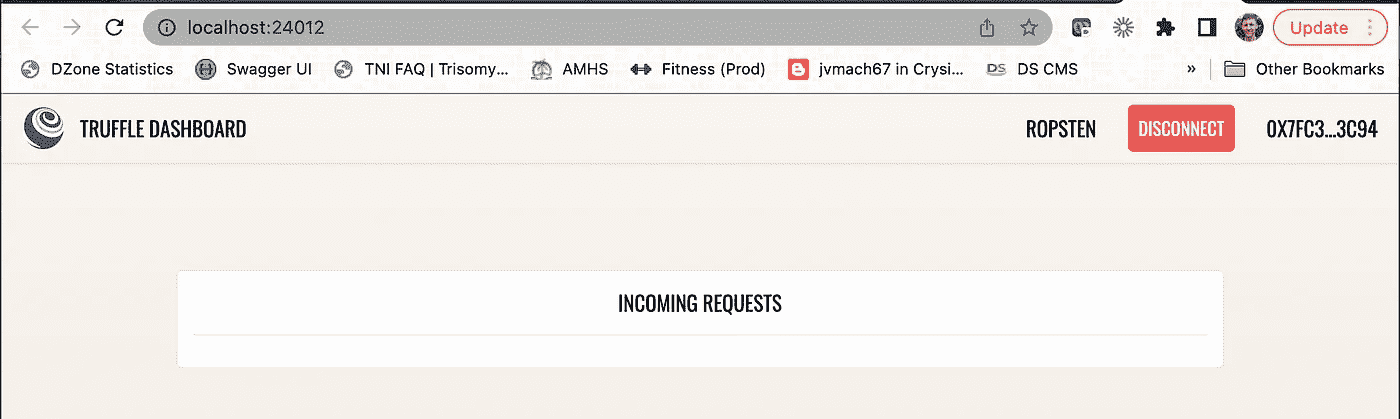 localhost:24012 Update
DZone Statistics Swagger UI TNI FAQ | Trisomy... AMHS Fitness (Prod) jvmach67 in Crysi... DS DS CMS » Other Bookmarks
TRUFFLE DASHBOARD ROPSTEN DISCONNECT 0X7FC3...3C94
INCOMING REQUESTS